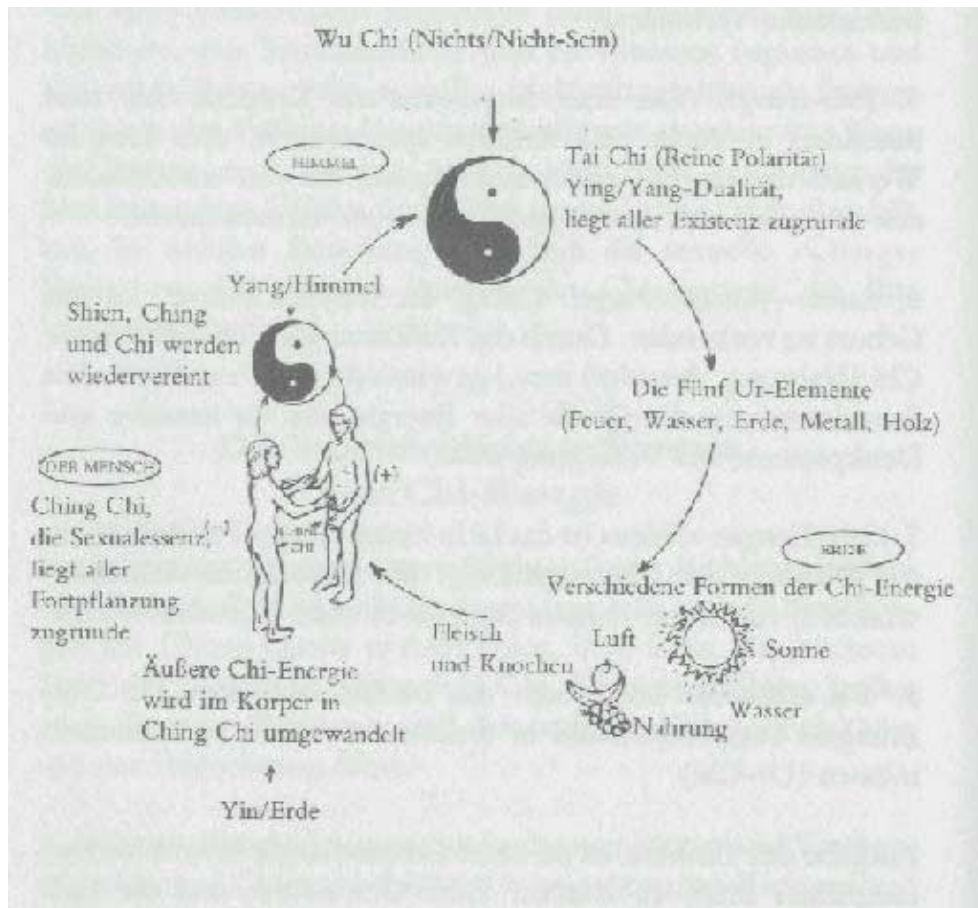 Wu Chi (Nichts/Nicht-Sein)
HIMMEL
Tai Chi (Reine Polarität)
Ying/Yang-Dualität,
liegt aller Existenz zugrunde
Yang/Himmel
Shien, Ching
und Chi werden
wiedervereint
Die Fünf Ur-Elemente
(Feuer, Wasser, Erde, Metall, Holz)
DER MENSCH
(+)
Ching Chi,
die Sexualessenz,
(-)
liegt aller
Fortpflanzung
zugrunde
CHI
ERDE
Verschiedene Formen der Chi-Energie
Fleisch
und Knochen
Luft
Sonne
Wasser
Nahrung
Äußere Chi-Energie
wird im Körper in
Ching Chi umgewandelt
Yin/Erde